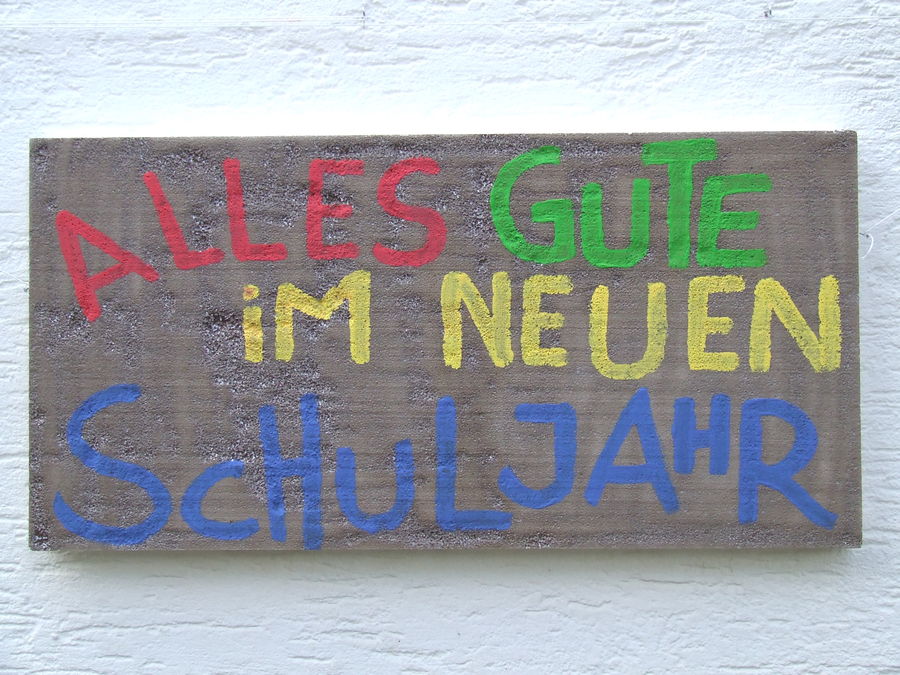 ALLES GUTE
iM NEUEN
SCHULJAHR